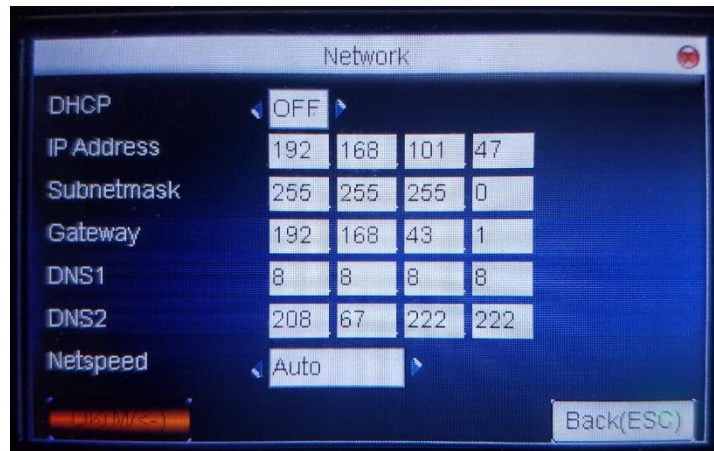 Network
DHCP OFF
IP Address 192 168 101 47
Subnetmask 255 255 255 0
Gateway 192 168 43 1
DNS1 8 8 8 8
DNS2 208 67 222 222
Netspeed Auto
OK(M/<-) Back(ESC)